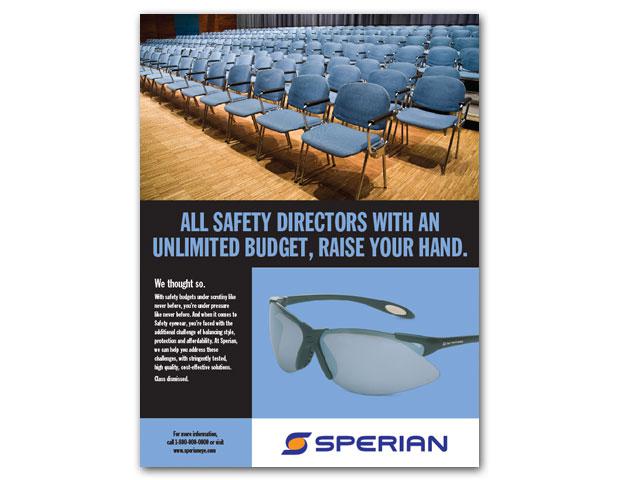 ALL SAFETY DIRECTORS WITH AN
UNLIMITED BUDGET, RAISE YOUR HAND.
We thought so.
With safety budgets under scrutiny like
never before, you're under pressure
like never before. And when it comes to
Safety eyewear, you're faced with the
additional challenge of balancing style,
protection and affordability. At Sperian,
we can help you address these
challenges, with stringently tested,
high quality, cost-effective solutions.
Class dismissed.
For more information,
call 1-800-000-0000 or visit
www.sperianeye.com
SPERIAN